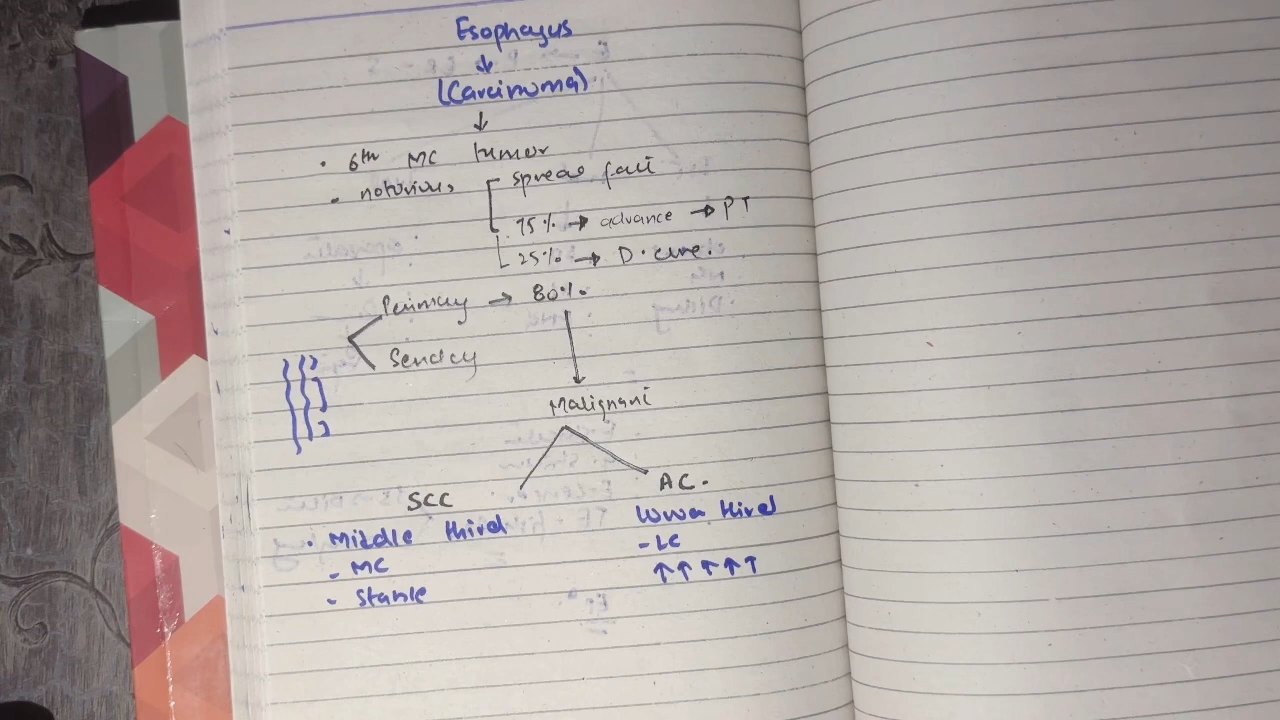 Esophagus
↓
(Carcinoma)
↓
· 6th MC tumor
- notorious
spread fast
75% → advance → PT
25% → D. cure.
Primary → 80%
Malignant
SCC
AC.
· Middle third
- MC
- Stable
lower third
- LC
↑↑↑↑↑